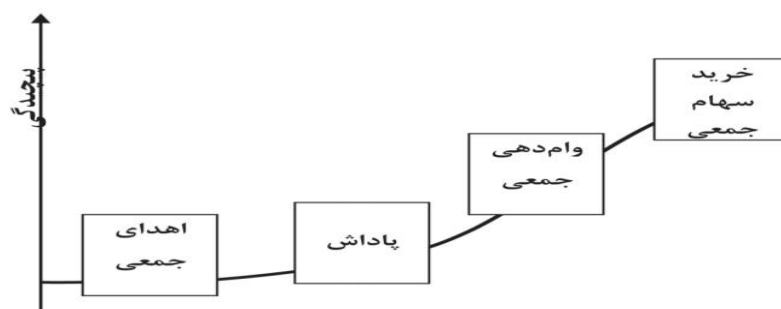 پیچیدگی
خرید
سهام
جمعی
وام‌دهی
جمعی
پاداش
اهدای
جمعی